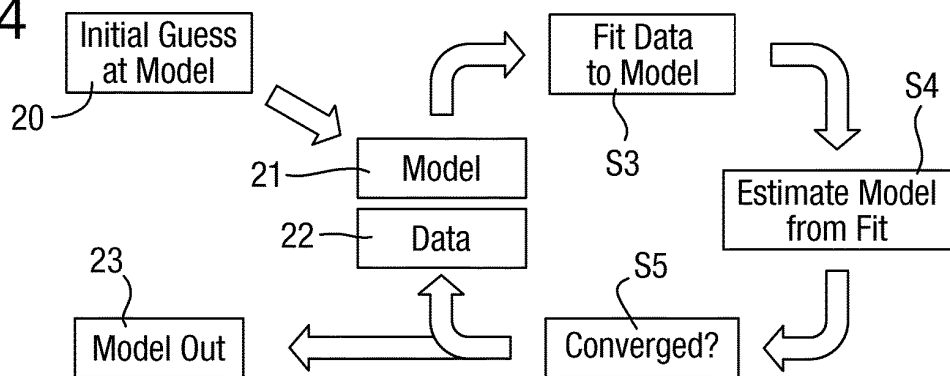 4
Initial Guess
at Model
20
Fit Data
to Model
S3
S4
21
Model
Estimate Model
from Fit
22
Data
23
S5
Model Out
Converged?